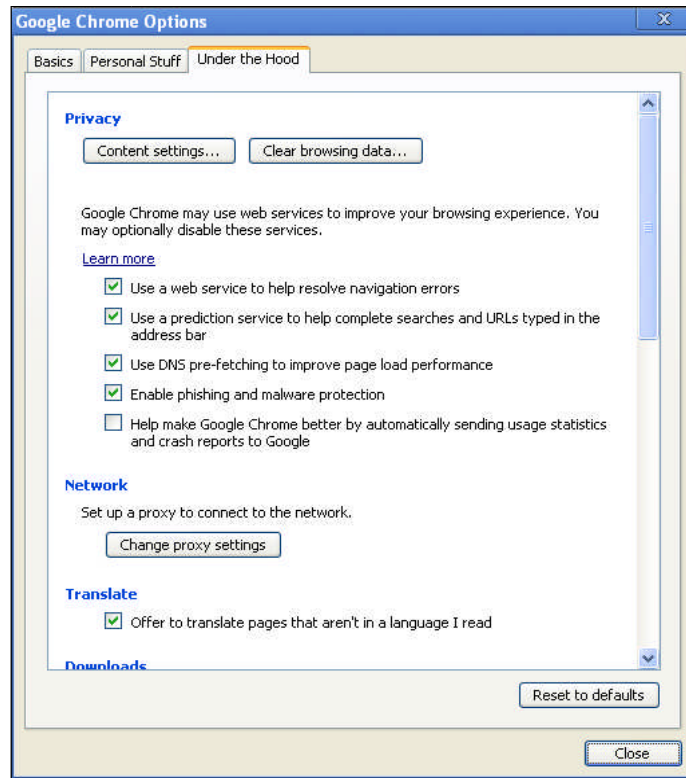 Google Chrome Options
Basics Personal Stuff Under the Hood
Privacy
Content settings... Clear browsing data...
Google Chrome may use web services to improve your browsing experience. You
may optionally disable these services.
Learn more
Use a web service to help resolve navigation errors
Use a prediction service to help complete searches and URLs typed in the
address bar
Use DNS pre-fetching to improve page load performance
Enable phishing and malware protection
Help make Google Chrome better by automatically sending usage statistics
and crash reports to Google
Network
Set up a proxy to connect to the network.
Change proxy settings
Translate
Offer to translate pages that aren't in a language I read
Downloads
Reset to defaults
Close